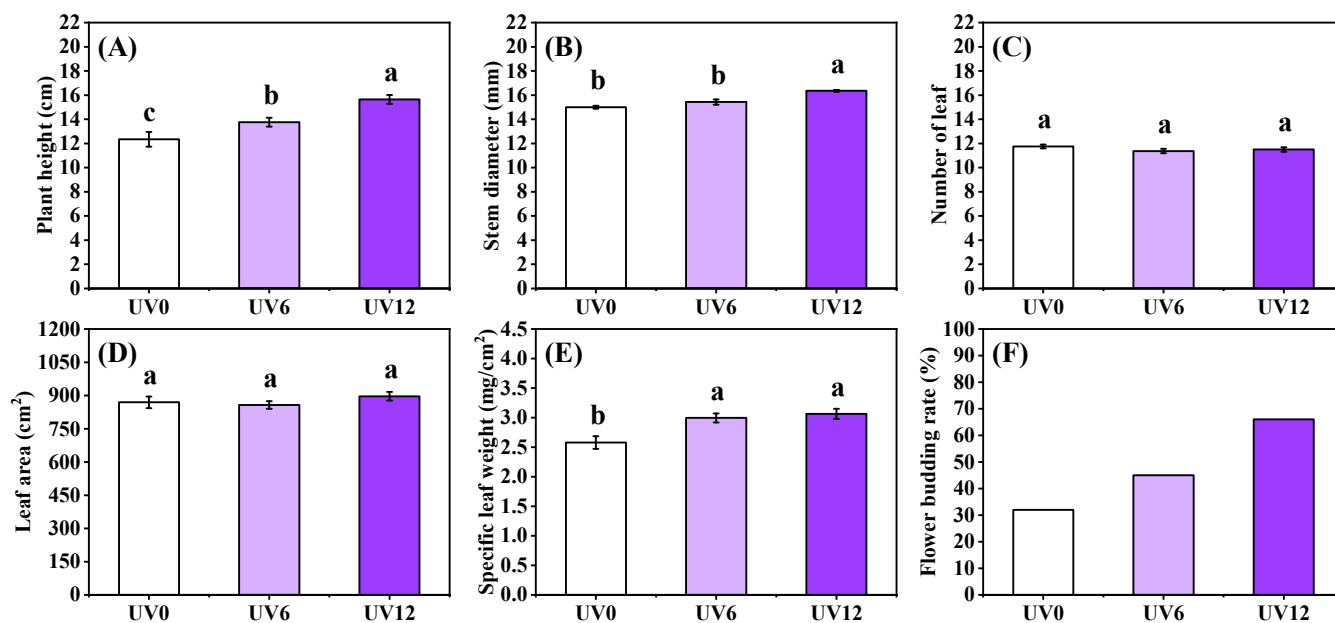 (A)
Plant height (cm)
22
20
18
16
14
12
10
8
6
4
2
0
c
b
a
UV0 UV6 UV12
(B)
Stem diameter (mm)
22
20
18
16
14
12
10
8
6
4
2
0
b
b
a
UV0 UV6 UV12
(C)
Number of leaf
22
20
18
16
14
12
10
8
6
4
2
0
a
a
a
UV0 UV6 UV12
(D)
Leaf area (cm²)
1200
1050
900
750
600
450
300
150
0
a
a
a
UV0 UV6 UV12
(E)
Specific leaf weight (mg/cm²)
4.5
4.0
3.5
3.0
2.5
2.0
1.5
1.0
0.5
0.0
b
a
a
UV0 UV6 UV12
(F)
Flower budding rate (%)
100
90
80
70
60
50
40
30
20
10
0
UV0 UV6 UV12